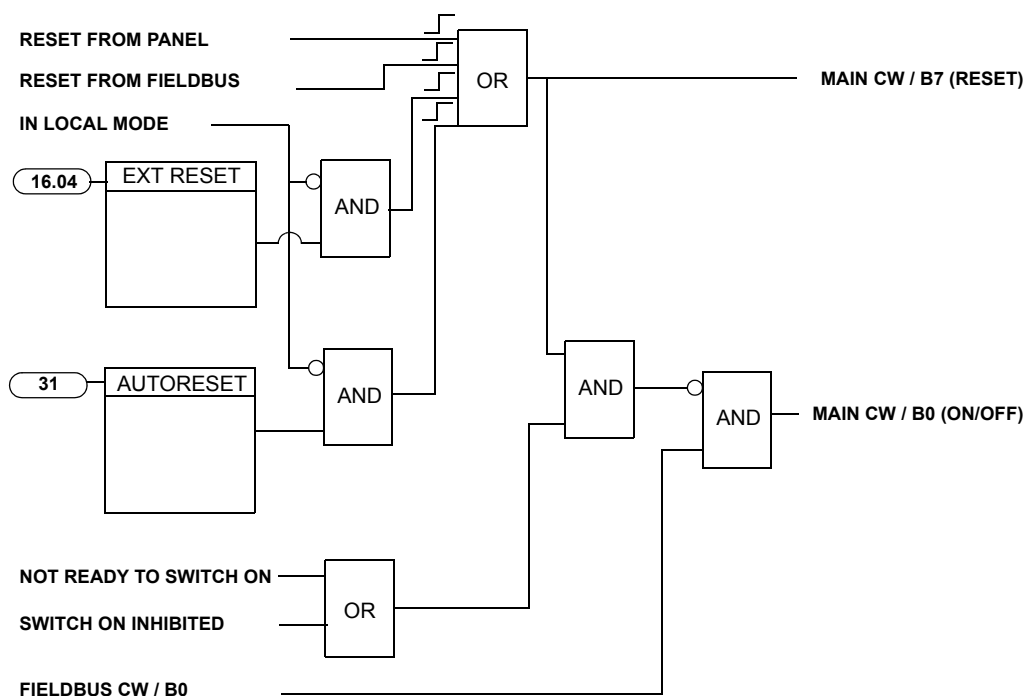 RESET FROM PANEL
RESET FROM FIELDBUS
OR
MAIN CW / B7 (RESET)
IN LOCAL MODE
16.04
EXT RESET
AND
31
AUTORESET
AND
AND
AND
MAIN CW / B0 (ON/OFF)
NOT READY TO SWITCH ON
OR
SWITCH ON INHIBITED
FIELDBUS CW / B0